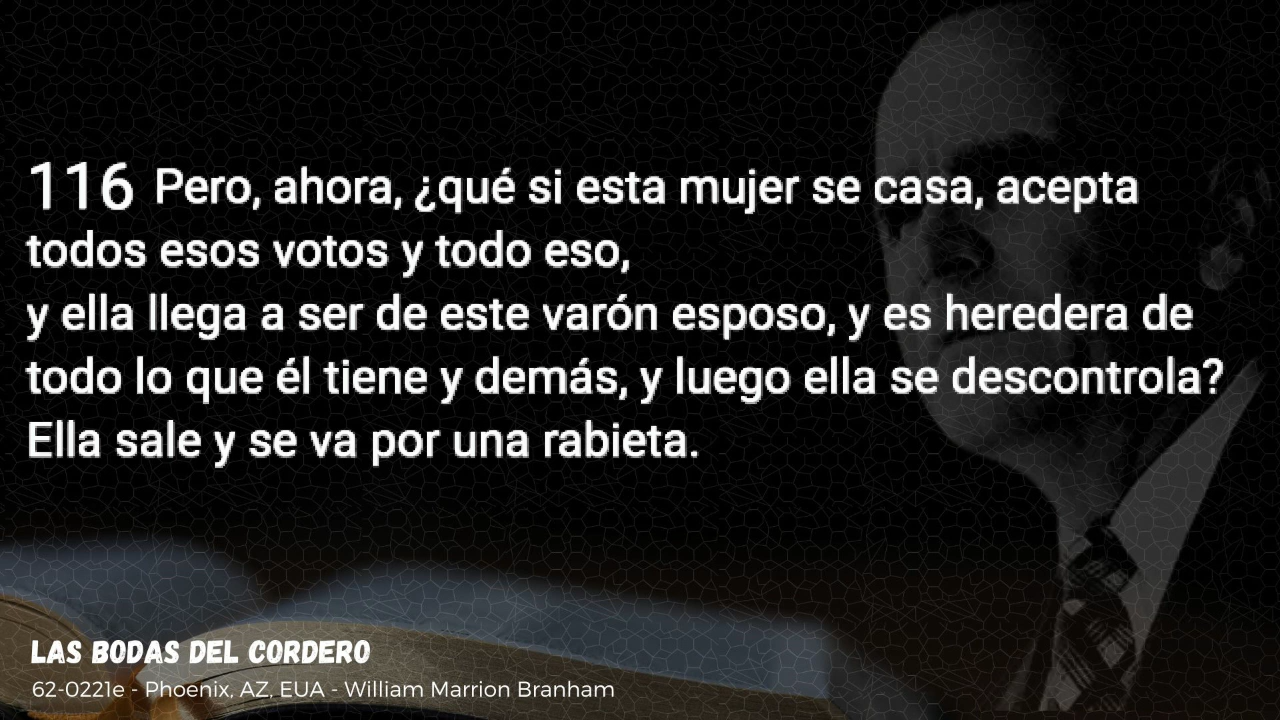 116 Pero, ahora, ¿qué si esta mujer se casa, acepta
todos esos votos y todo eso,
y ella llega a ser de este varón esposo, y es heredera de
todo lo que él tiene y demás, y luego ella se descontrola?
Ella sale y se va por una rabieta.
LAS BODAS DEL CORDERO
62-0221e - Phoenix, AZ, EUA - William Marrion Branham